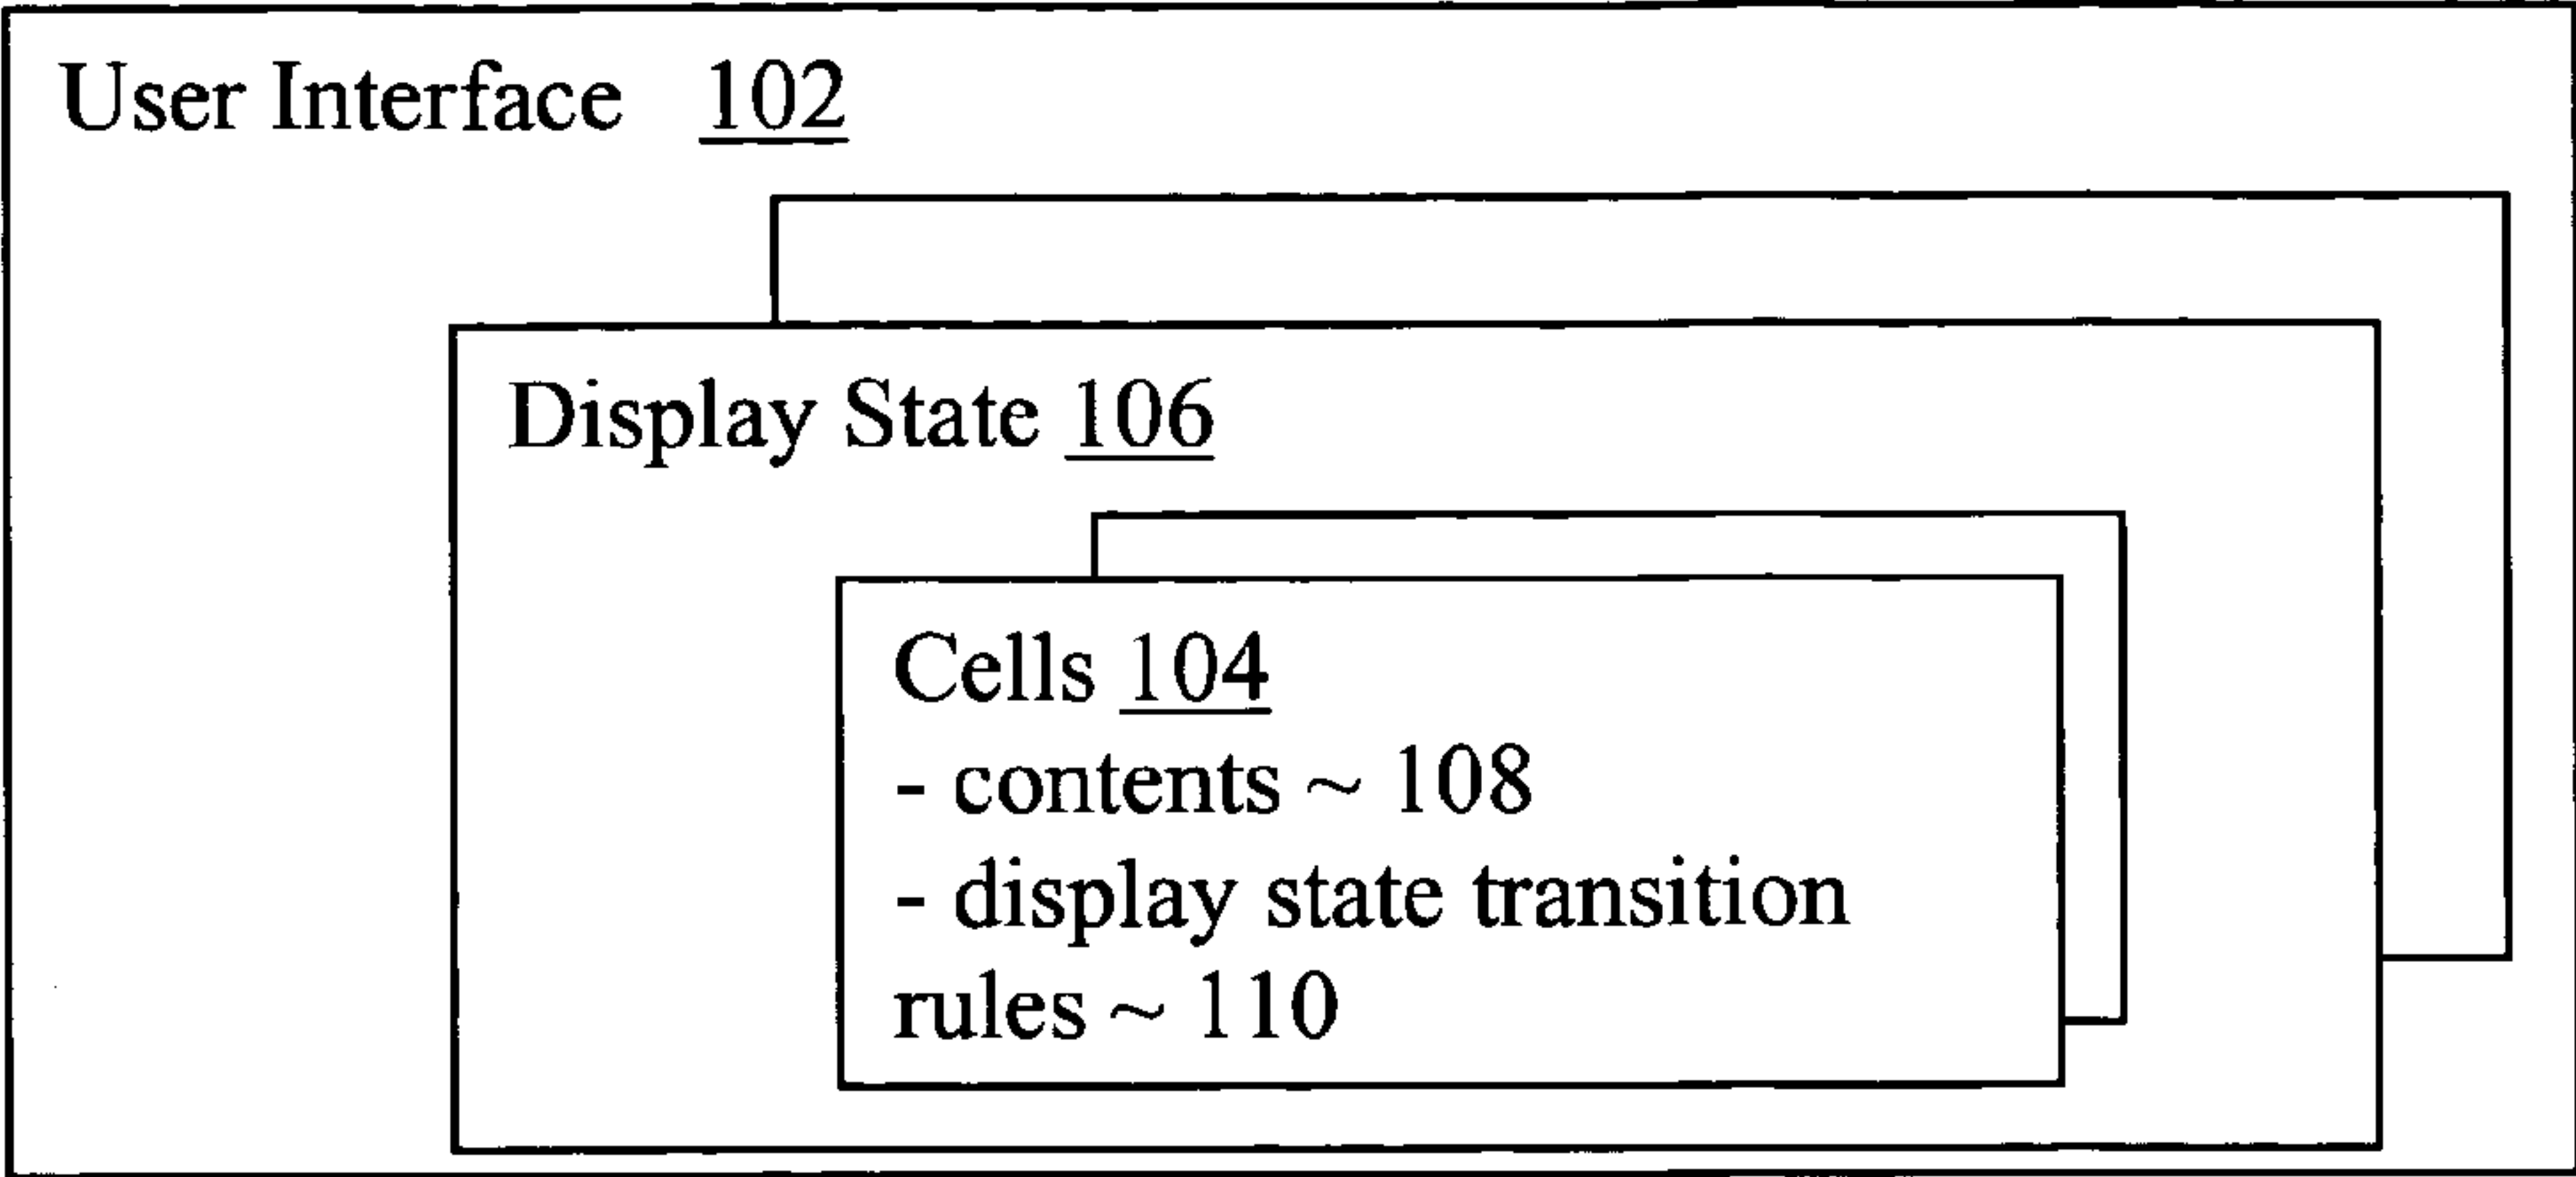 User Interface 102
Display State 106
Cells 104
- contents ~ 108
- display state transition
rules ~ 110